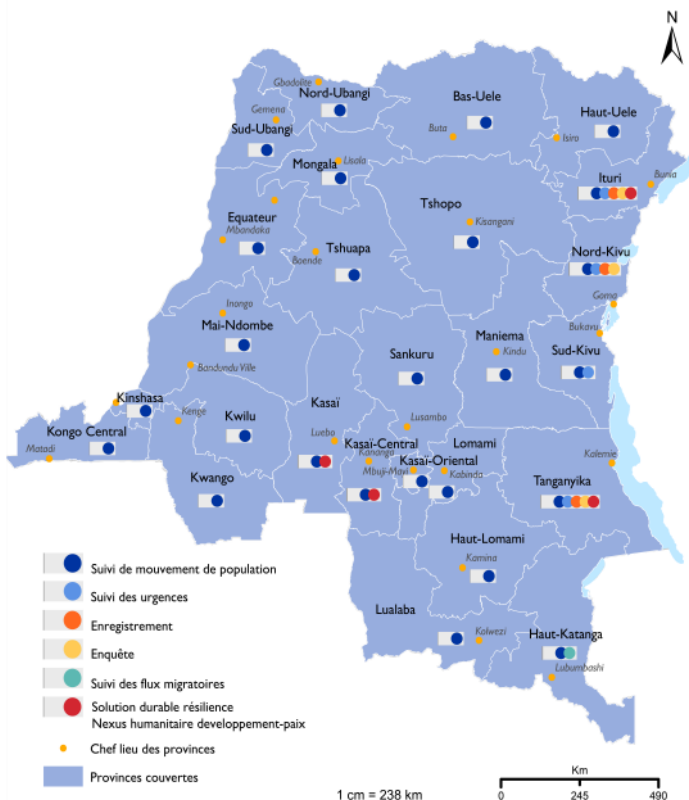 N
Gbadolite
Nord-Ubangi
Bas-Uele
Haut-Uele
Gemena
Sud-Ubangi
Buta
Isiro
Mongala
Lisala
Ituri
Bunia
Equateur
Tshopo
Mbandaka
Kisangani
Tshuapa
Boende
Nord-Kivu
Goma
Inongo
Mai-Ndombe
Bukavu
Maniema
Sankuru
Kindu
Sud-Kivu
Bandundu Ville
Kinshasa
Kasaï
Kenge
Kwilu
Lusambo
Kongo Central
Luebo
Kasaï-Central
Lomami
Matadi
Kananga
Kasaï-Oriental
Kalemie
Mbuji-Mayi
Kabinda
Kwango
Tanganyika
Haut-Lomami
Kamina
Lualaba
Kolwezi
Haut-Katanga
Lubumbashi
Suivi de mouvement de population
Suivi des urgences
Enregistrement
Enquête
Suivi des flux migratoires
Solution durable résilience
Nexus humanitaire developpement-paix
Chef lieu des provinces
Provinces couvertes
1 cm = 238 km
Km
0 245 490